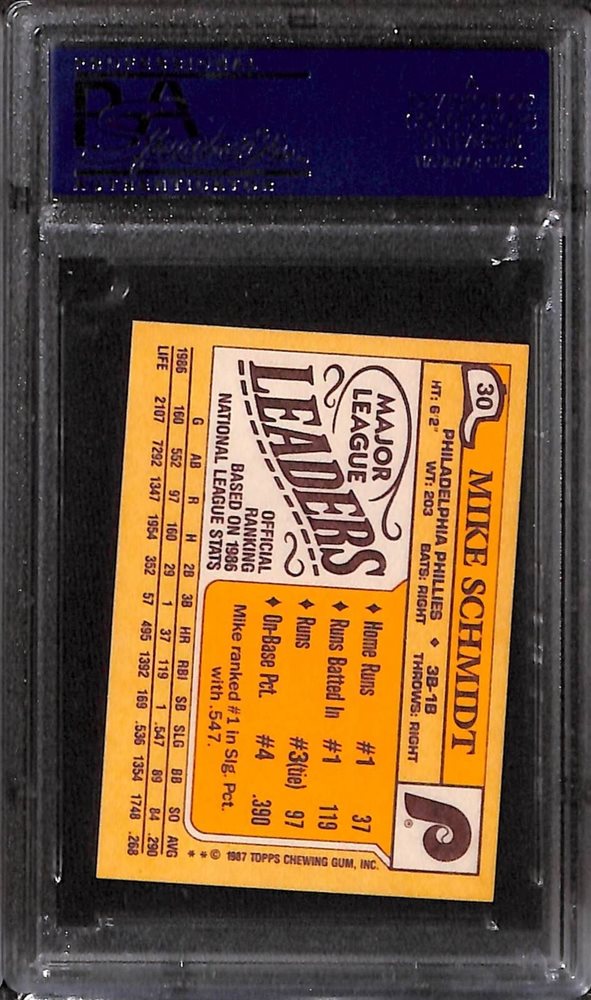 PROFESSIONAL
PSA
AUTHENTICATOR
30
MIKE SCHMIDT
PHILADELPHIA PHILLIES ♦ 3B-1B
HT: 6'2" WT: 203 BATS: RIGHT THROWS: RIGHT
P
®
MAJOR
LEAGUE
LEADERS
OFFICIAL
RANKING
BASED ON 1986
NATIONAL LEAGUE STATS
♦ Home Runs #1 37
♦ Runs Batted In #1 119
♦ Runs #3(tie) 97
♦ On-Base Pct. #4 .390
Mike ranked #1 in Slg. Pct.
with .547.
G AB R H 2B 3B HR RBI SB SLG BB SO AVG
1986 160 552 97 160 29 1 37 119 1 .547 89 84 .290
LIFE 2107 7292 1347 1954 352 57 495 1392 169 .536 1354 1748 .268
* * © 1987 TOPPS CHEWING GUM, INC.